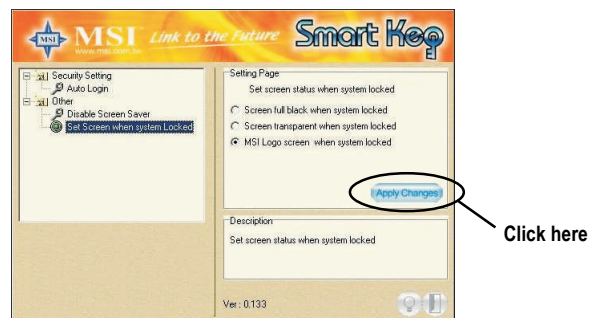 MSI
MSI Link to the Future Smart Key
www.msi.com.tw
Security Setting
Auto Login
Other
Disable Screen Saver
Set Screen when system Locked
Setting Page
Set screen status when system locked
Screen full black when system locked
Screen transparent when system locked
MSI Logo screen when system locked
Apply Changes
Click here
Description
Set screen status when system locked
Ver : 0.133